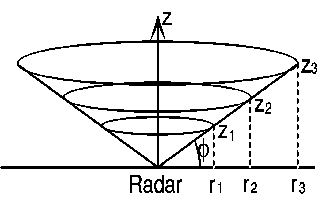 z
z₃
z₂
z₁
ϕ
Radar r₁ r₂ r₃